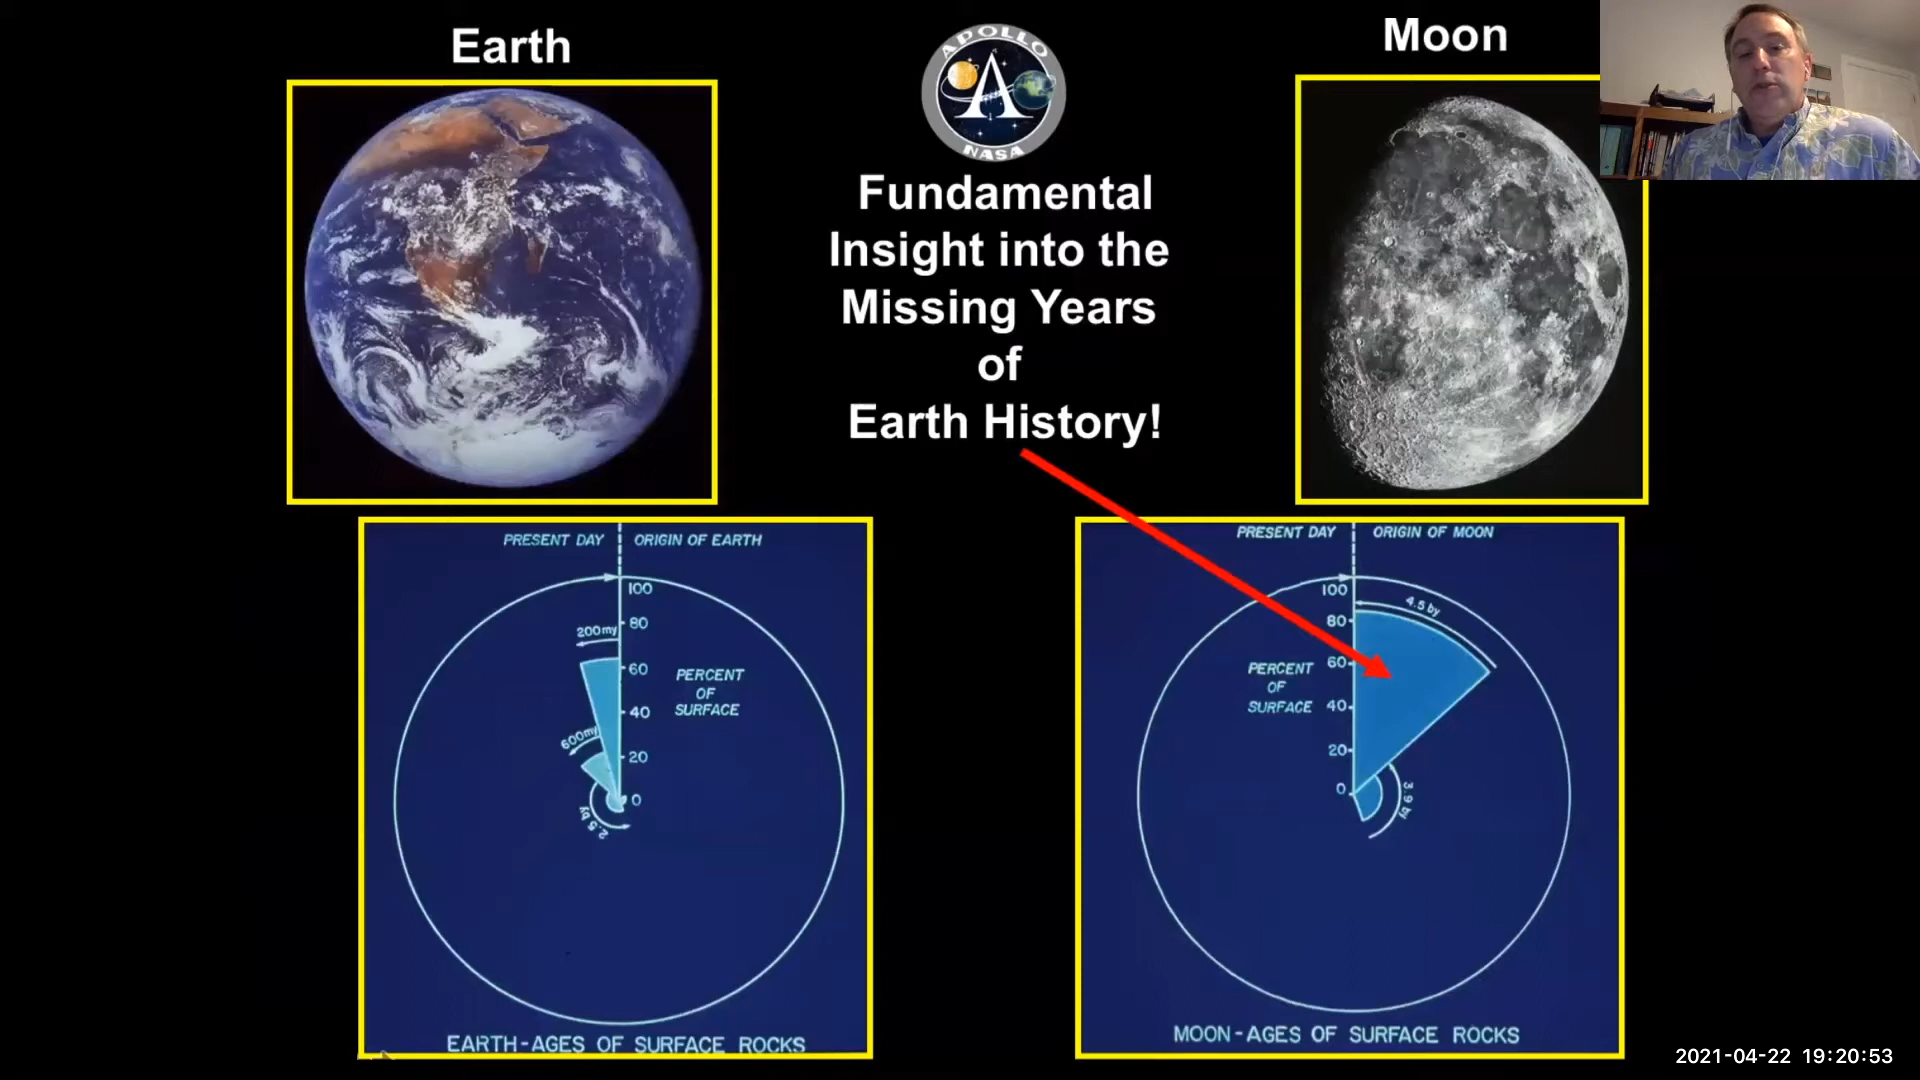 Earth
Moon
APOLLO
NASA
Fundamental
Insight into the
Missing Years
of
Earth History!
PRESENT DAY
ORIGIN OF EARTH
100
80
60
40
20
0
200my
600my
2.5 by
PERCENT
OF
SURFACE
EARTH-AGES OF SURFACE ROCKS
PRESENT DAY
ORIGIN OF MOON
100
80
60
40
20
0
4.5 by
3.9 by
PERCENT
OF
SURFACE
MOON-AGES OF SURFACE ROCKS
2021-04-22 19:20:53